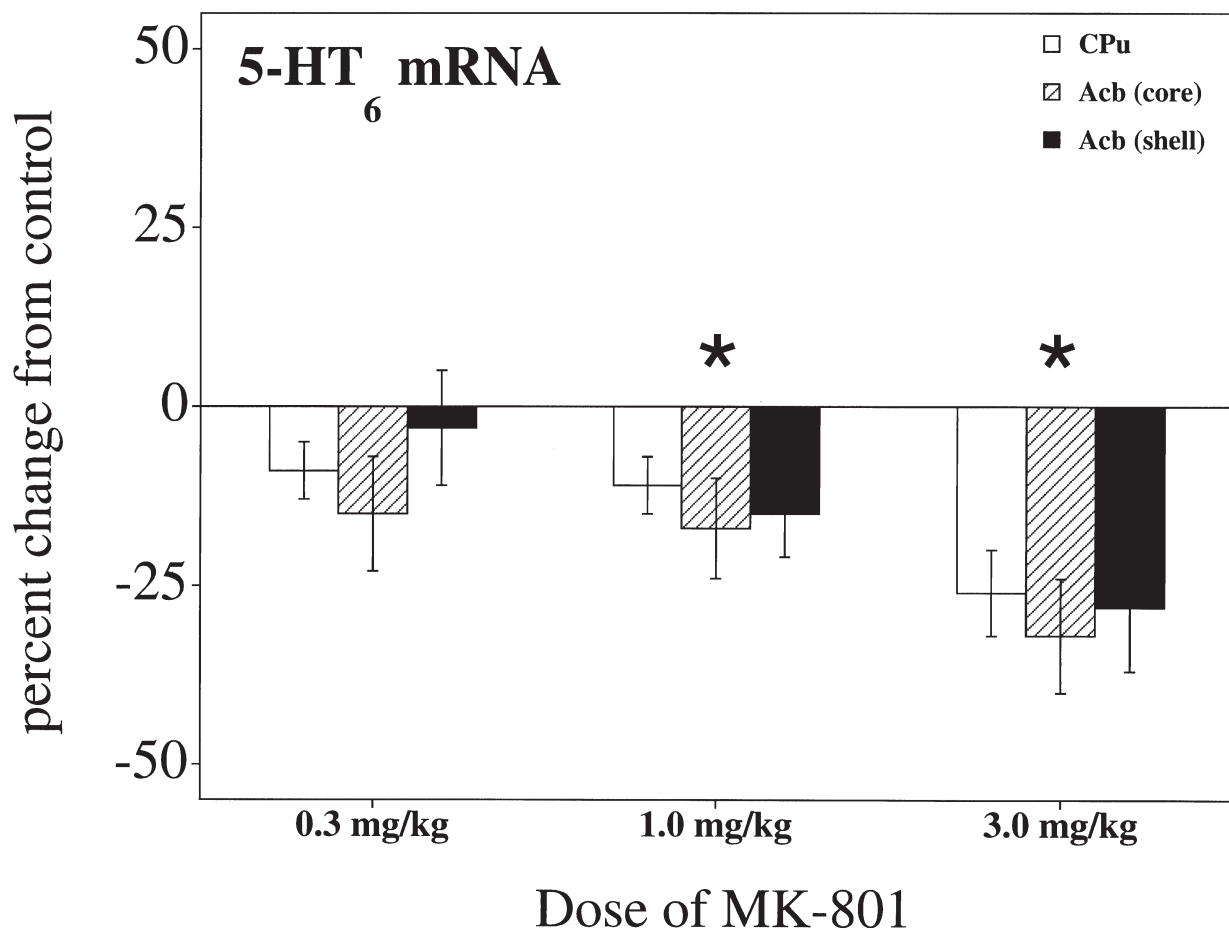 percent change from control
50
25
0
-25
-50
5-HT6 mRNA
CPu
Acb (core)
Acb (shell)
*
*
0.3 mg/kg
1.0 mg/kg
3.0 mg/kg
Dose of MK-801